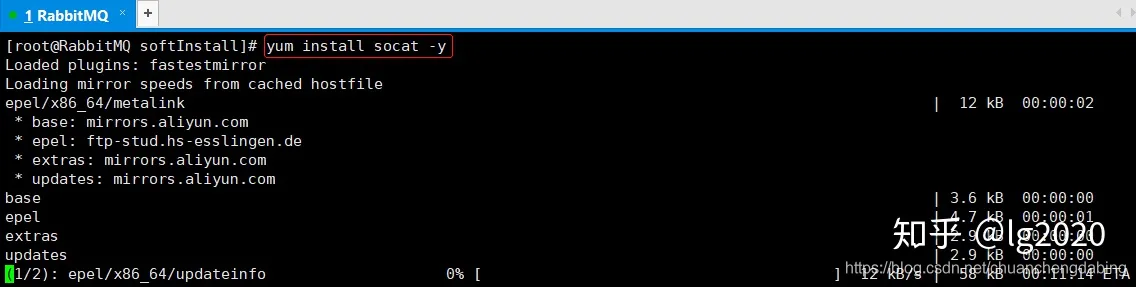 1 RabbitMQ × +
[root@RabbitMQ softInstall]# yum install socat -y
Loaded plugins: fastestmirror
Loading mirror speeds from cached hostfile
epel/x86_64/metalink | 12 kB 00:00:02
* base: mirrors.aliyun.com
* epel: ftp-stud.hs-esslingen.de
* extras: mirrors.aliyun.com
* updates: mirrors.aliyun.com
base | 3.6 kB 00:00:00
epel | 4.7 kB 00:00:01
extras | 2.9 kB 00:00:00
updates | 2.9 kB 00:00:00
(1/2): epel/x86_64/updateinfo 0% [ ] 12 kB/s | 58 kB 00:11:14 ETA
知乎 @lg2020
https://blog.csdn.net/chuanchengdabing